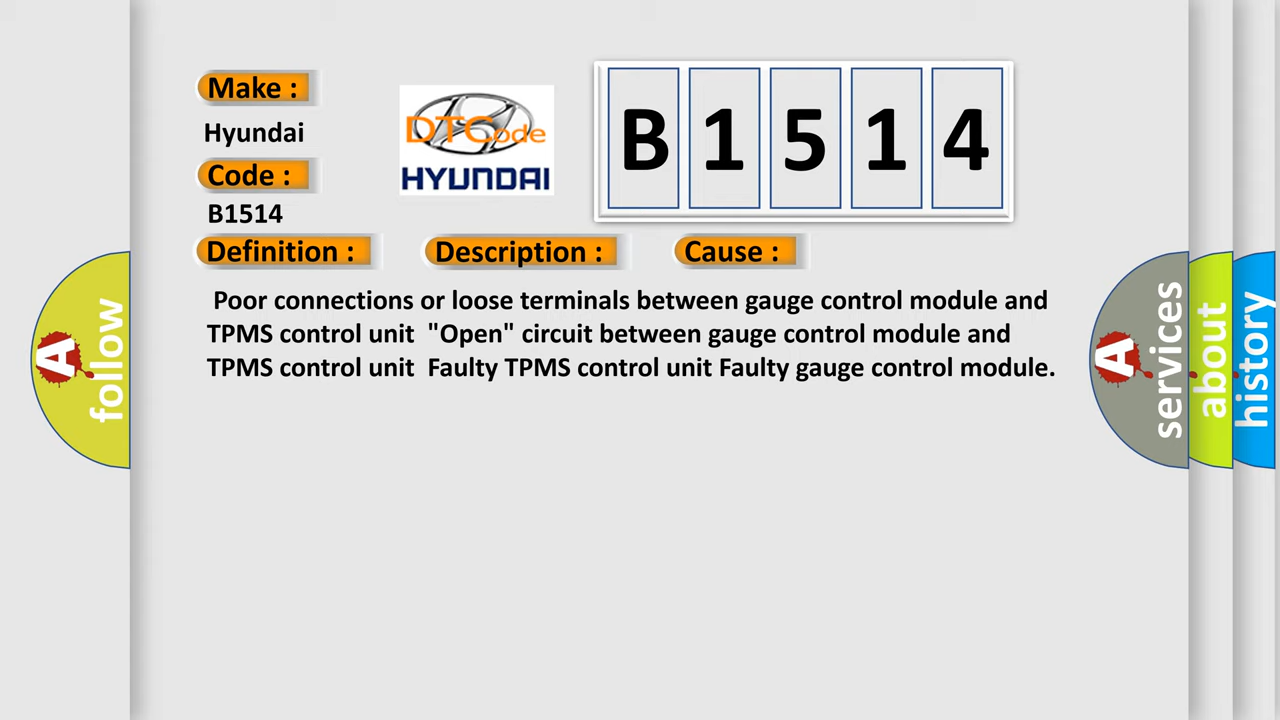 Make :
Hyundai
Code :
B1514
DTCode
HYUNDAI
B 1 5 1 4
Definition :
Description :
Cause :
Poor connections or loose terminals between gauge control module and
TPMS control unit "Open" circuit between gauge control module and
TPMS control unit Faulty TPMS control unit Faulty gauge control module.
A follow
A services
about
history